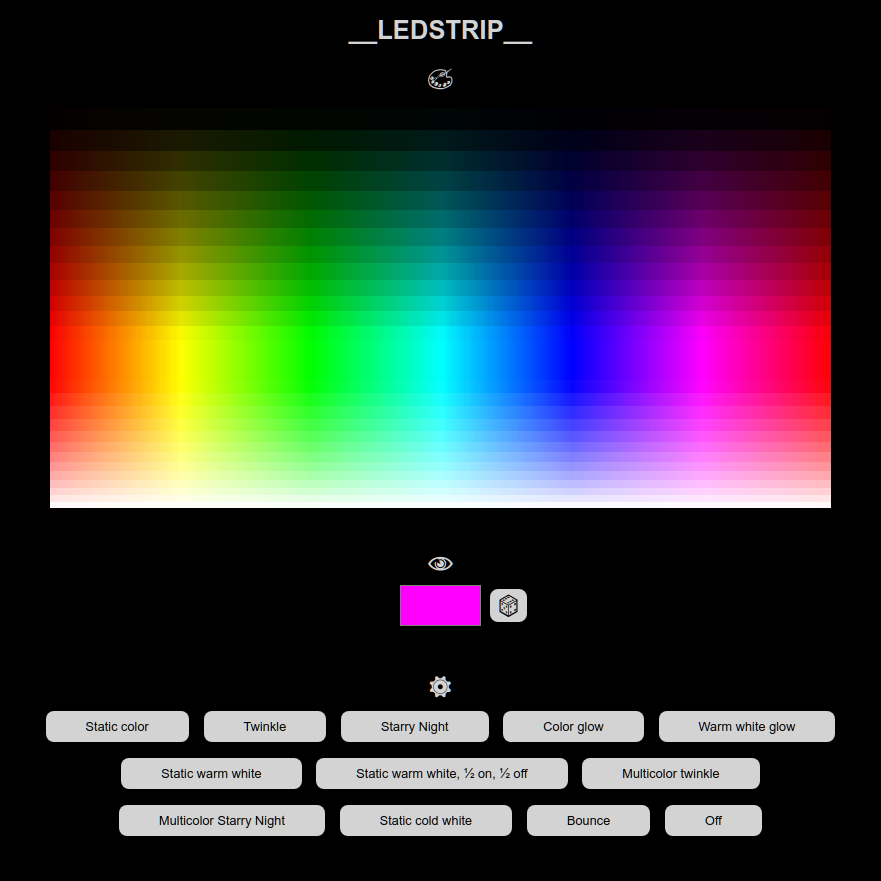 __LEDSTRIP__
Static color Twinkle Starry Night Color glow Warm white glow
Static warm white Static warm white, ½ on, ½ off Multicolor twinkle
Multicolor Starry Night Static cold white Bounce Off